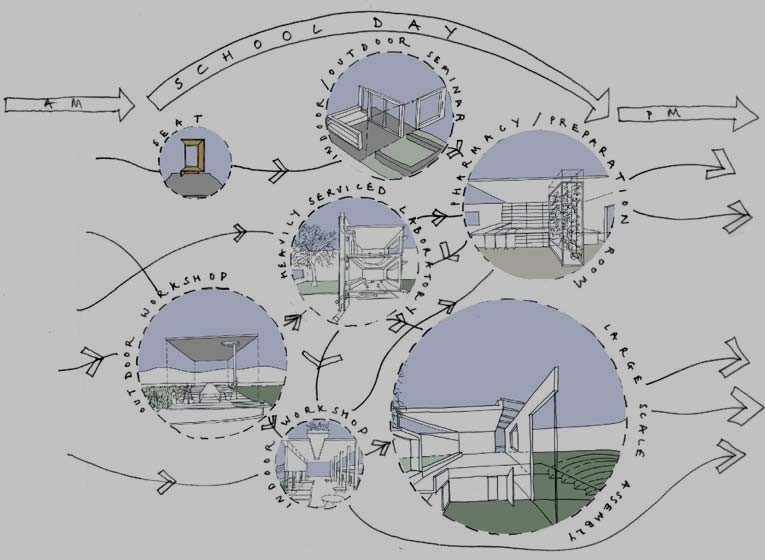 SCHOOL DAY
AM
PM
SEAT
INDOOR/OUTDOOR SEMINAR
PHARMACY/PREPARATION ROOM
HEAVILY SERVICED LABORATORY
OUTDOOR WORKSHOP
INDOOR WORKSHOP
LARGE SCALE ASSEMBLY